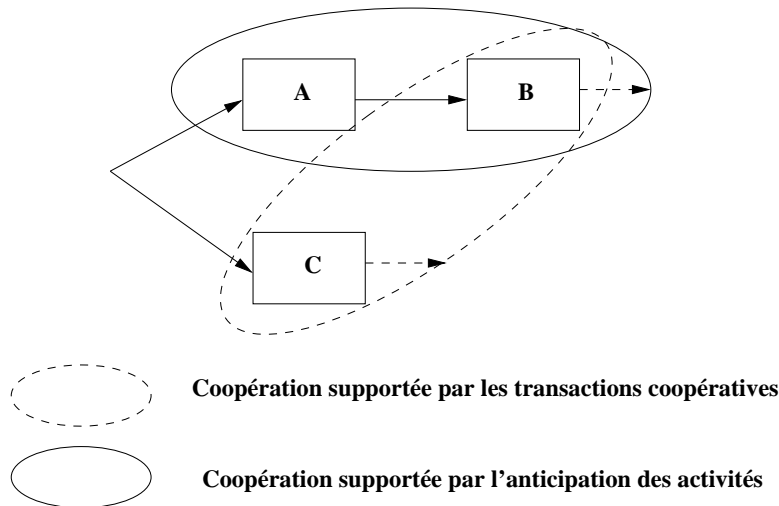 A
B
C
Coopération supportée par les transactions coopératives
Coopération supportée par l'anticipation des activités